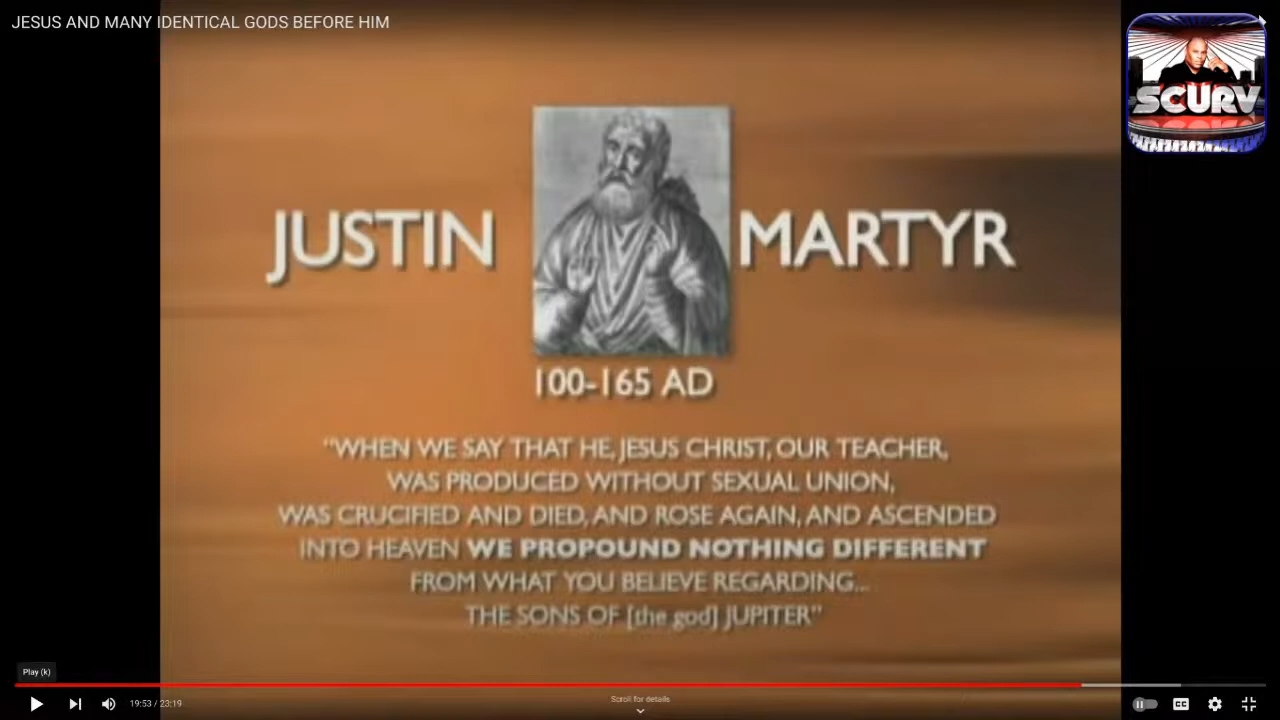 JESUS AND MANY IDENTICAL GODS BEFORE HIM
SCURV
JUSTIN MARTYR
100-165 AD
"WHEN WE SAY THAT HE, JESUS CHRIST, OUR TEACHER,
WAS PRODUCED WITHOUT SEXUAL UNION,
WAS CRUCIFIED AND DIED, AND ROSE AGAIN, AND ASCENDED
INTO HEAVEN WE PROPOUND NOTHING DIFFERENT
FROM WHAT YOU BELIEVE REGARDING...
THE SONS OF [the god] JUPITER"
Play (k)
19:53 / 23:19
Scroll for details
CC